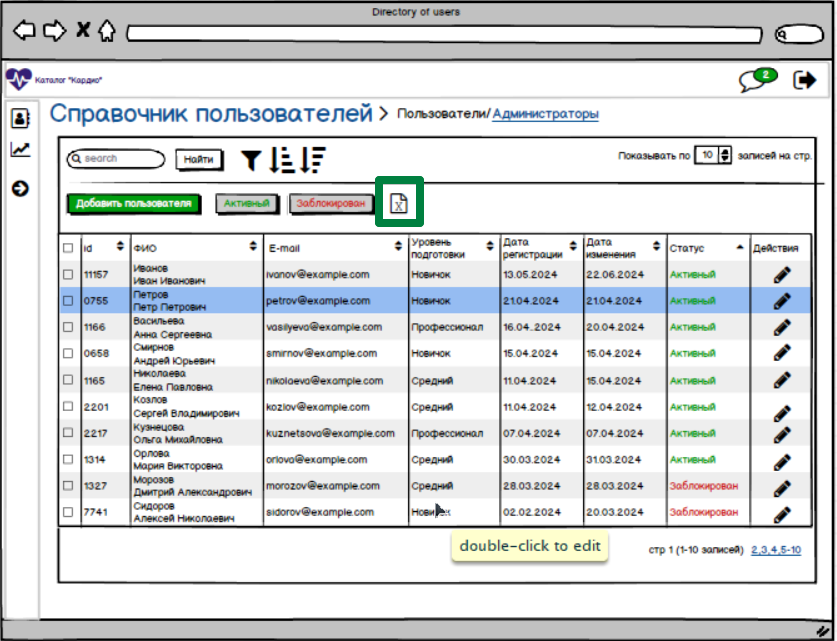 Directory of users
Каталог "Кардио"
2
Справочник пользователей > Пользователи/Администраторы
search
Найти
Показывать по 10 записей на стр.
Добавить пользователя
Активный
Заблокирован
X
id ФИО E-mail Уровень подготовки Дата регистрации Дата изменения Статус Действия
11157 Иванов Иван Иванович ivanov@example.com Новичок 13.05.2024 22.06.2024 Активный
0755 Петров Петр Петрович petrov@example.com Новичок 21.04.2024 21.04.2024 Активный
1166 Васильева Анна Сергеевна vasilyeva@example.com Профессионал 16.04.2024 20.04.2024 Активный
0658 Смирнов Андрей Юрьевич smirnov@example.com Новичок 15.04.2024 15.04.2024 Активный
1165 Николаева Елена Павловна nikolaeva@example.com Средний 11.04.2024 15.04.2024 Активный
2201 Козлов Сергей Владимирович kozlov@example.com Средний 11.04.2024 12.04.2024 Активный
2217 Кузнецова Ольга Михайловна kuznetsova@example.com Профессионал 07.04.2024 07.04.2024 Активный
1314 Орлова Мария Викторовна orlova@example.com Средний 30.03.2024 31.03.2024 Активный
1327 Морозов Дмитрий Александрович morozov@example.com Средний 28.03.2024 28.03.2024 Заблокирован
7741 Сидоров Алексей Николаевич sidorov@example.com Новичок 02.02.2024 20.03.2024 Заблокирован
double-click to edit
стр 1 (1-10 записей) 2,3,4,5-10